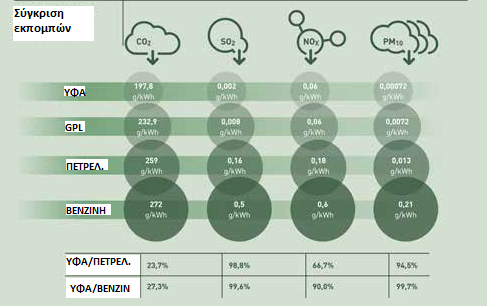 Σύγκριση
εκπομπών
CO2 SO2 NOX PM10
ΥΦΑ 197,8 0,002 0,06 0,00072
g/kWh g/kWh g/kWh g/kWh
GPL 232,9 0,008 0,06 0,0072
g/kWh g/kWh g/kWh g/kWh
ΠΕΤΡΕΛ. 259 0,16 0,18 0,013
g/kWh g/kWh g/kWh g/kWh
ΒΕΝΖΙΝΗ 272 0,5 0,6 0,21
g/kWh g/kWh g/kWh g/kWh
ΥΦΑ/ΠΕΤΡΕΛ. 23,7% 98,8% 66,7% 94,5%
ΥΦΑ/ΒΕΝΖΙΝ 27,3% 99,6% 90,0% 99,7%